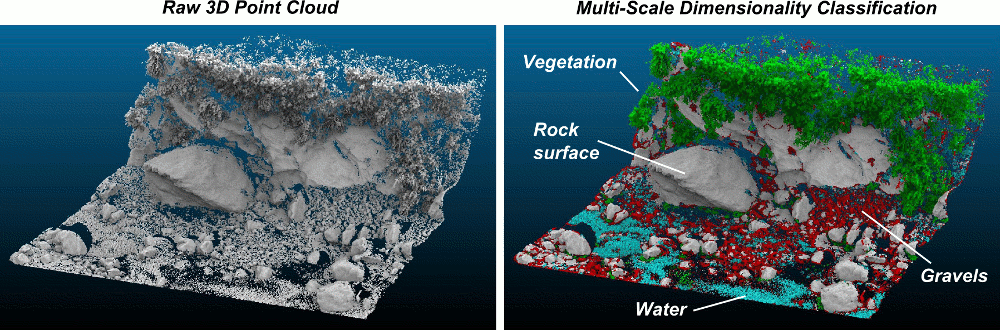 Raw 3D Point Cloud
Multi-Scale Dimensionality Classification
Vegetation
Rock
surface
Gravels
Water